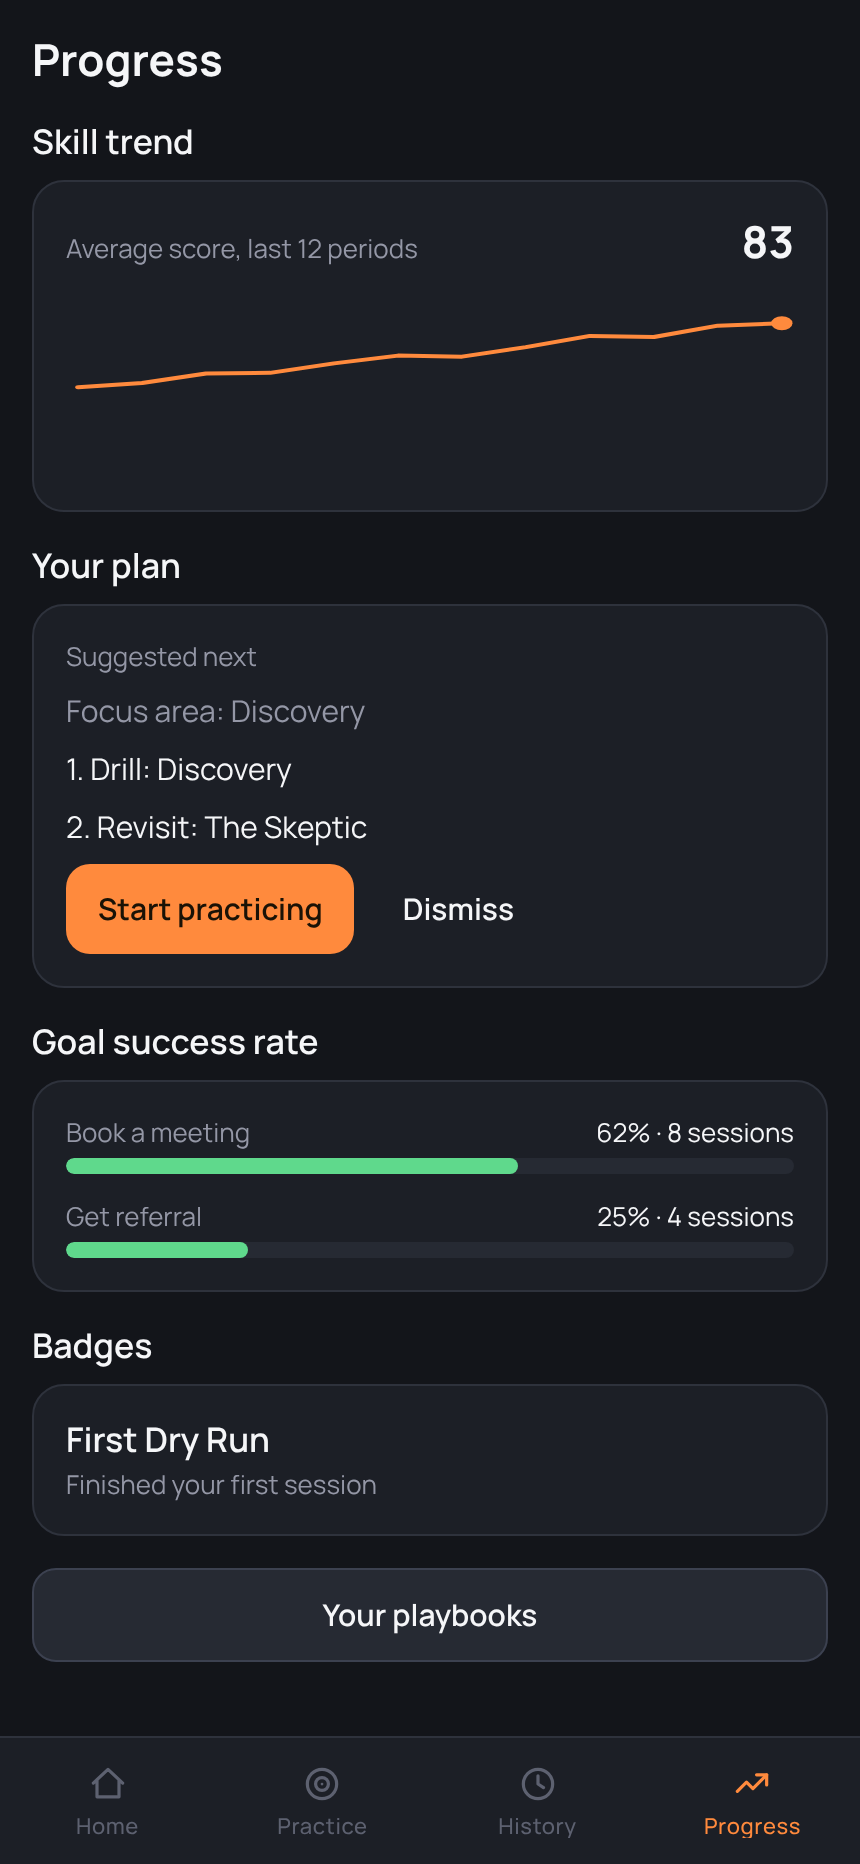 Progress
Skill trend
Average score, last 12 periods
83
Your plan
Suggested next
Focus area: Discovery
1. Drill: Discovery
2. Revisit: The Skeptic
Start practicing
Dismiss
Goal success rate
Book a meeting
62% · 8 sessions
Get referral
25% · 4 sessions
Badges
First Dry Run
Finished your first session
Your playbooks
Home
Practice
History
Progress